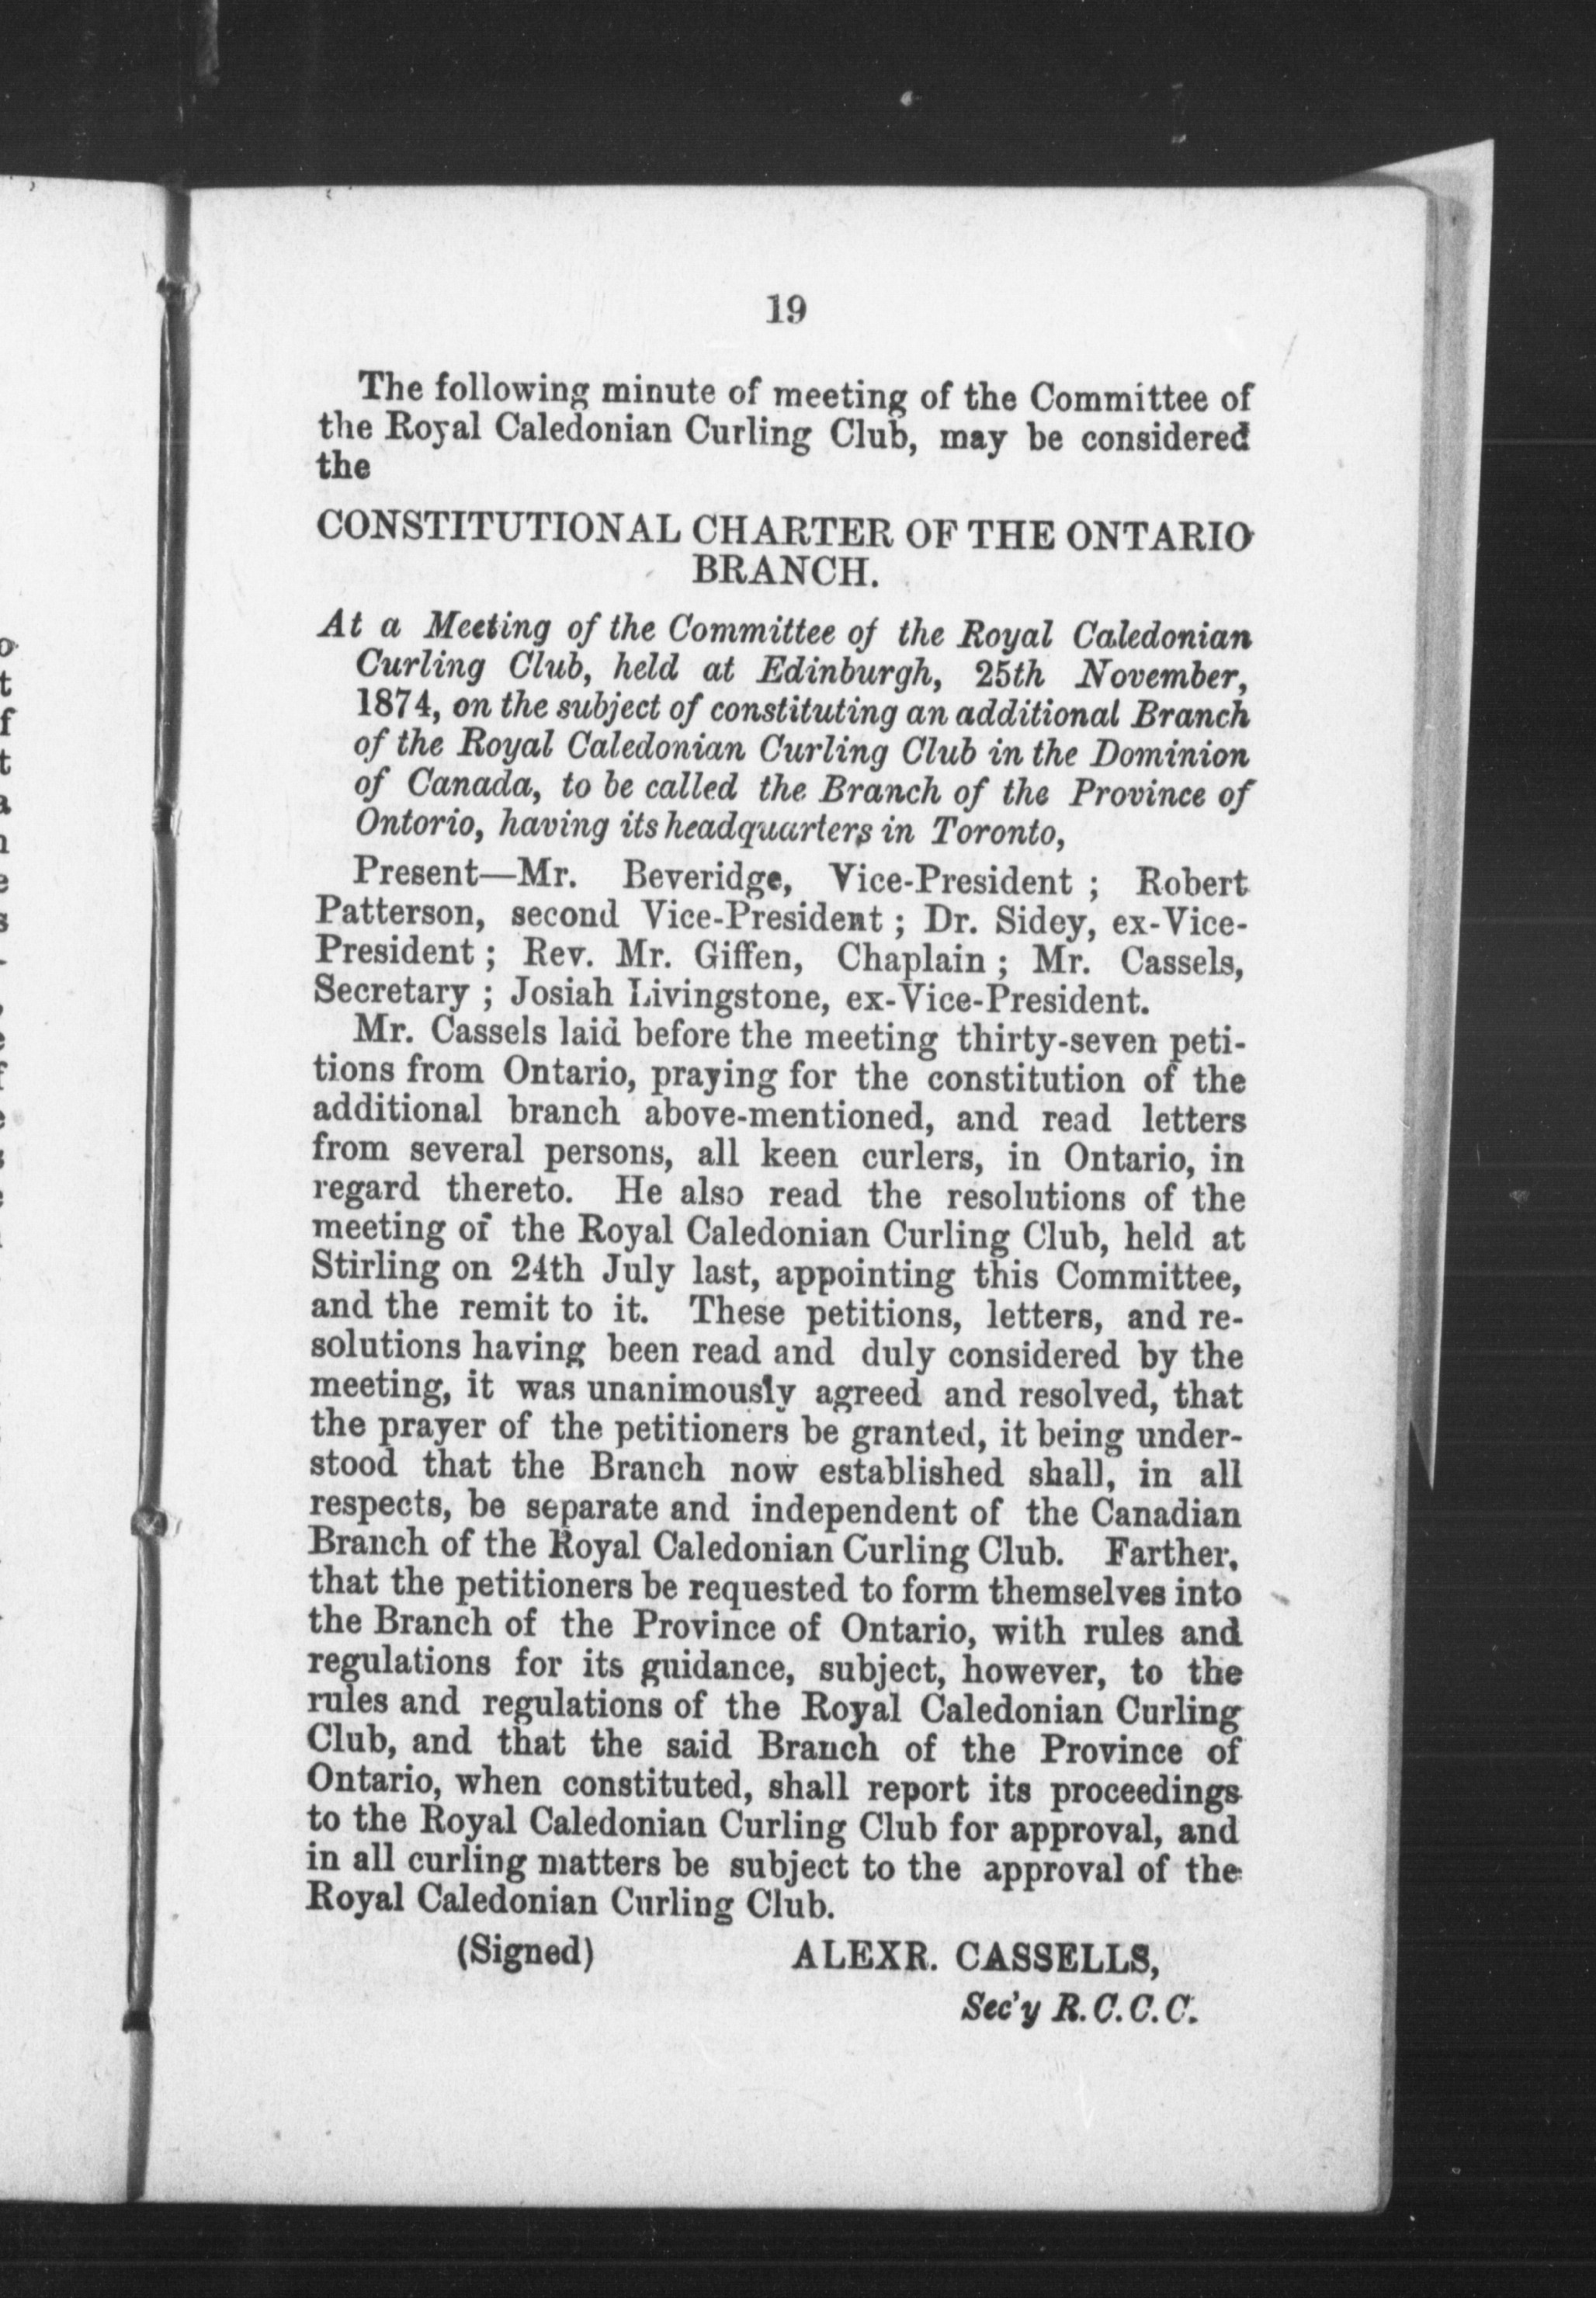 19
The following minute of meeting of the Committee of
the Royal Caledonian Curling Club, may be considered
the
CONSTITUTIONAL CHARTER OF THE ONTARIO
BRANCH.
At a Meeting of the Committee of the Royal Caledonian
Curling Club, held at Edinburgh, 25th November,
1874, on the subject of constituting an additional Branch
of the Royal Caledonian Curling Club in the Dominion
of Canada, to be called the Branch of the Province of
Ontorio, having its headquarters in Toronto,
Present—Mr. Beveridge, Vice-President ; Robert
Patterson, second Vice-President ; Dr. Sidey, ex-Vice-
President ; Rev. Mr. Giffen, Chaplain ; Mr. Cassels,
Secretary ; Josiah Livingstone, ex-Vice-President.
Mr. Cassels laid before the meeting thirty-seven peti-
tions from Ontario, praying for the constitution of the
additional branch above-mentioned, and read letters
from several persons, all keen curlers, in Ontario, in
regard thereto. He also read the resolutions of the
meeting of the Royal Caledonian Curling Club, held at
Stirling on 24th July last, appointing this Committee,
and the remit to it. These petitions, letters, and re-
solutions having been read and duly considered by the
meeting, it was unanimously agreed and resolved, that
the prayer of the petitioners be granted, it being under-
stood that the Branch now established shall, in all
respects, be separate and independent of the Canadian
Branch of the Royal Caledonian Curling Club. Farther,
that the petitioners be requested to form themselves into
the Branch of the Province of Ontario, with rules and
regulations for its guidance, subject, however, to the
rules and regulations of the Royal Caledonian Curling
Club, and that the said Branch of the Province of
Ontario, when constituted, shall report its proceedings
to the Royal Caledonian Curling Club for approval, and
in all curling matters be subject to the approval of the
Royal Caledonian Curling Club.
(Signed) ALEXR. CASSELLS,
Sec'y R. C. C. C.